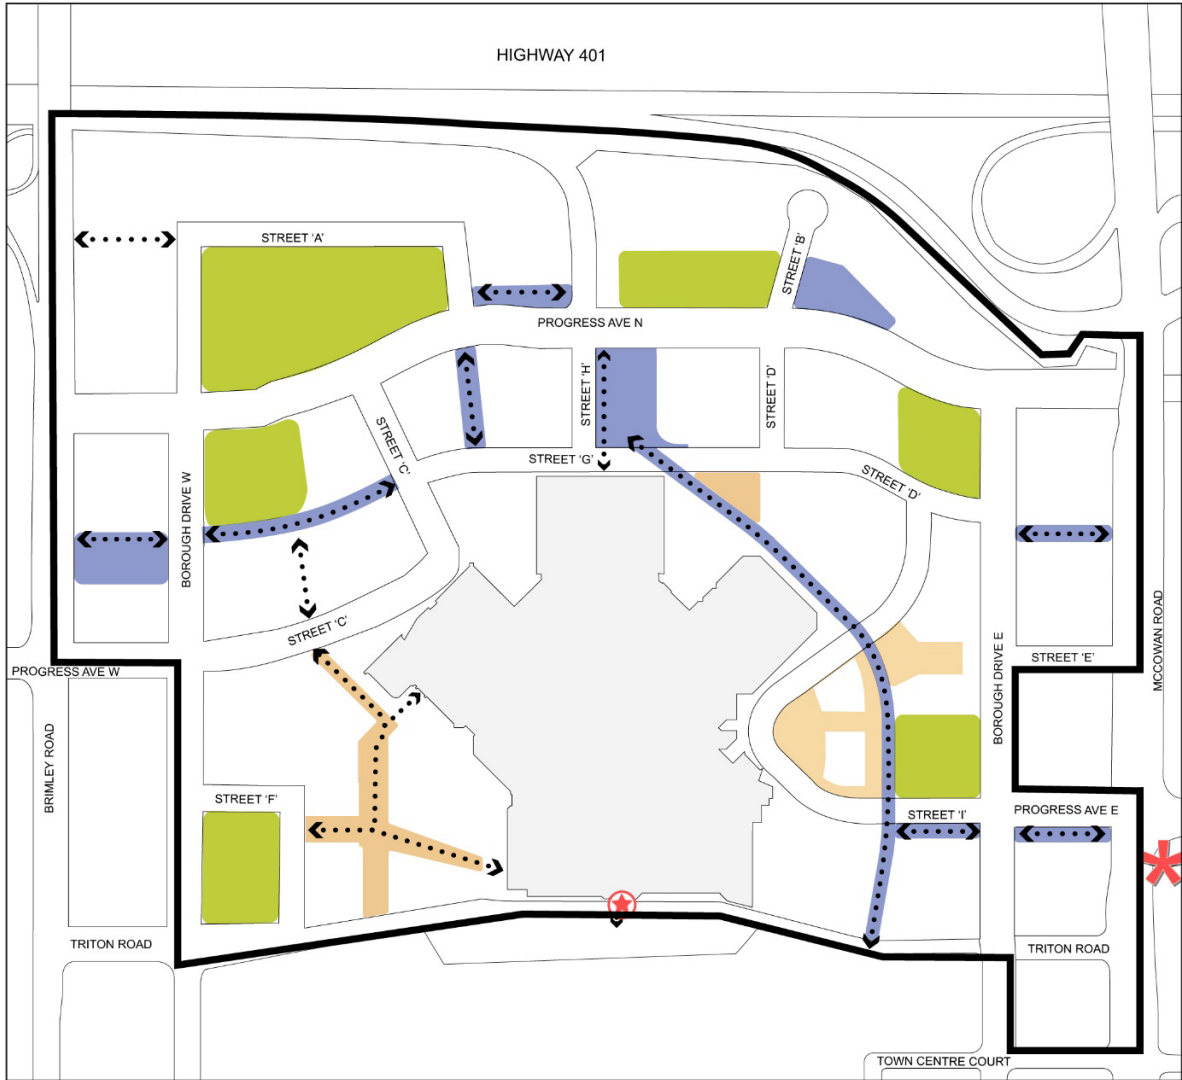 HIGHWAY 401
STREET 'A'
STREET 'B'
PROGRESS AVE N
STREET 'H'
STREET 'D'
STREET 'C'
STREET 'G'
STREET 'D'
BOROUGH DRIVE W
STREET 'C'
MCCOWAN ROAD
PROGRESS AVE W
STREET 'E'
BOROUGH DRIVE E
BRIMLEY ROAD
STREET 'F'
STREET 'I'
PROGRESS AVE E
TRITON ROAD
TRITON ROAD
TOWN CENTRE COURT